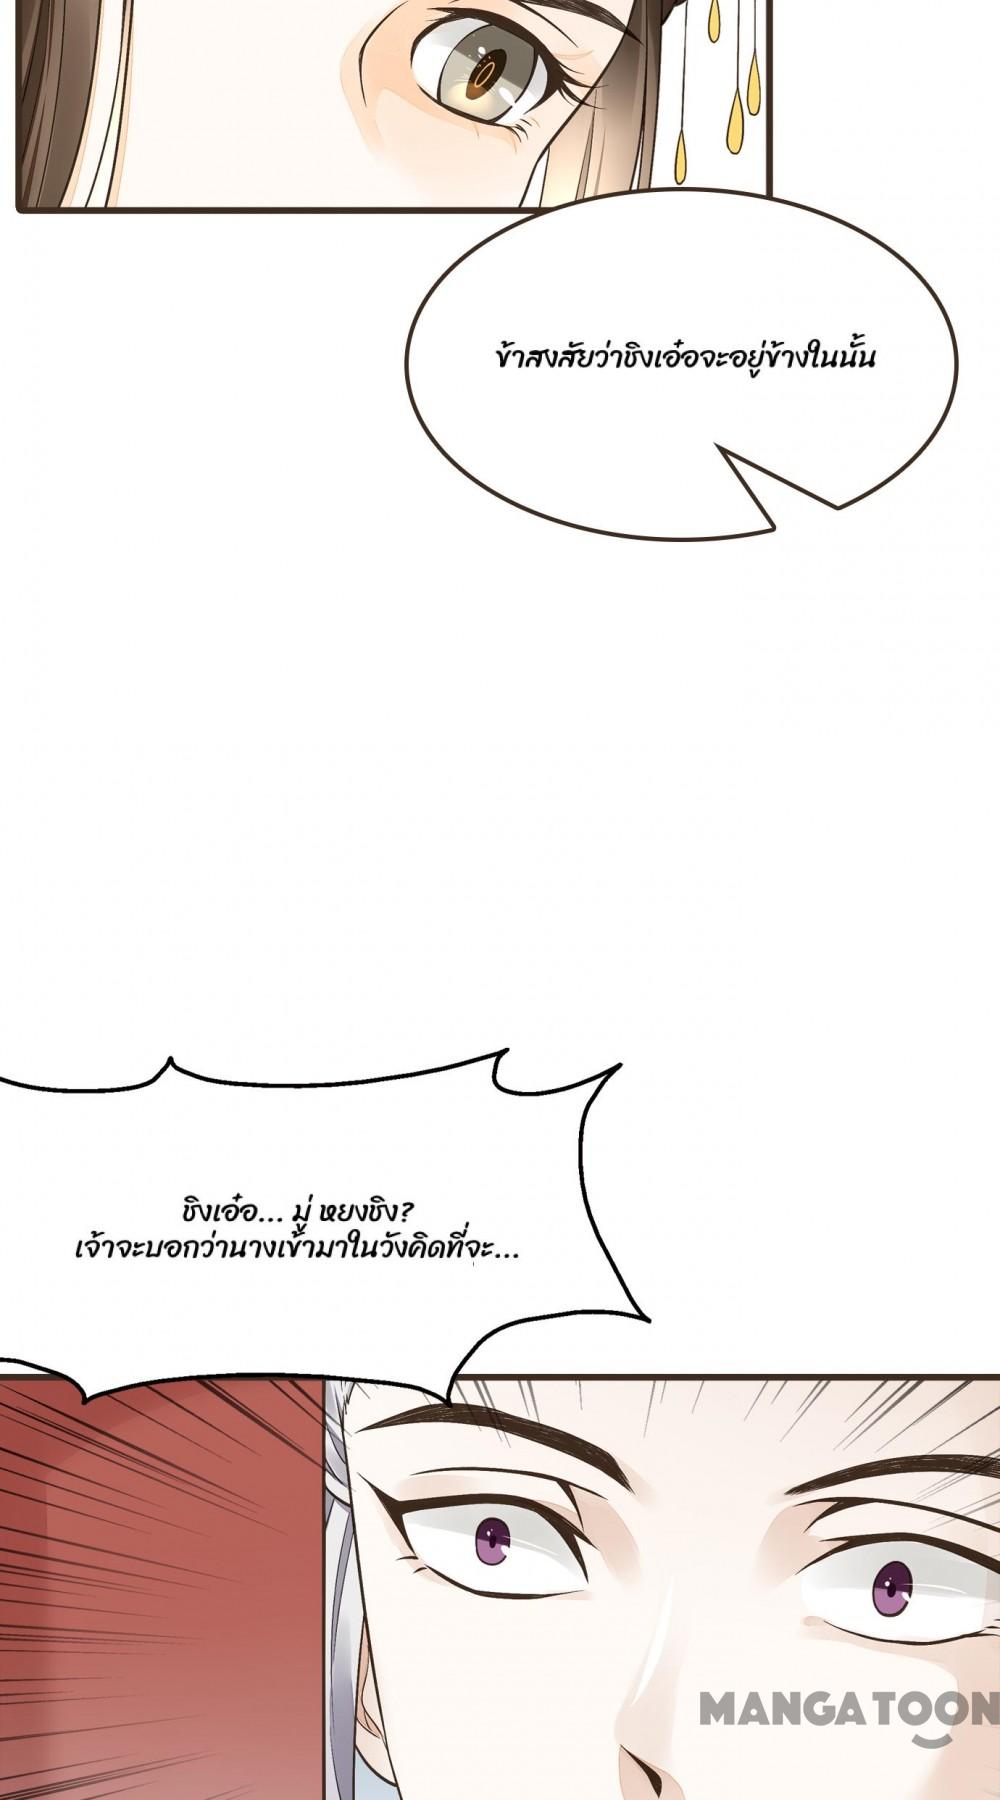 ข้าสงสัยว่าชิงเอ๋อจะอยู่ข้างในนั้น
ชิงเอ๋อ... มู่ หยงชิง?
เจ้าจะบอกว่านางเข้ามาในวังคิดที่จะ...
MANGATOON